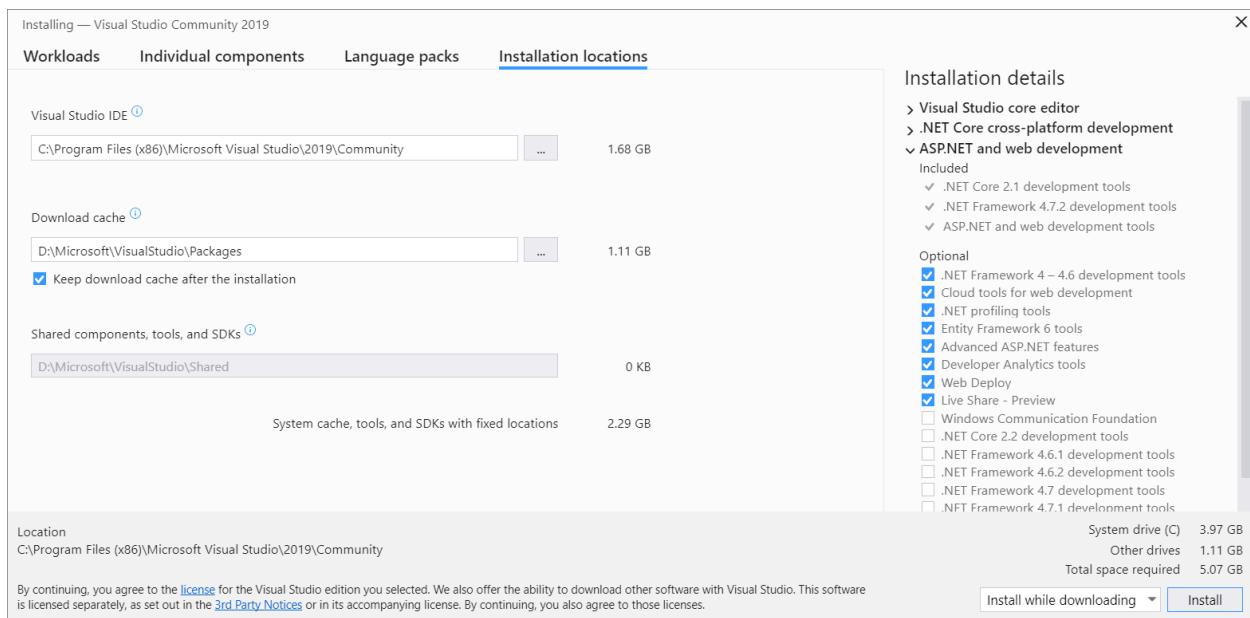 Installing — Visual Studio Community 2019
Workloads
Individual components
Language packs
Installation locations
Visual Studio IDE
C:\Program Files (x86)\Microsoft Visual Studio\2019\Community
...
1.68 GB
Download cache
D:\Microsoft\VisualStudio\Packages
...
1.11 GB
Keep download cache after the installation
Shared components, tools, and SDKs
D:\Microsoft\VisualStudio\Shared
0 KB
System cache, tools, and SDKs with fixed locations
2.29 GB
Installation details
Visual Studio core editor
.NET Core cross-platform development
ASP.NET and web development
Included
.NET Core 2.1 development tools
.NET Framework 4.7.2 development tools
ASP.NET and web development tools
Optional
.NET Framework 4 – 4.6 development tools
Cloud tools for web development
.NET profiling tools
Entity Framework 6 tools
Advanced ASP.NET features
Developer Analytics tools
Web Deploy
Live Share - Preview
Windows Communication Foundation
.NET Core 2.2 development tools
.NET Framework 4.6.1 development tools
.NET Framework 4.6.2 development tools
.NET Framework 4.7 development tools
.NET Framework 4.7.1 development tools
Location
C:\Program Files (x86)\Microsoft Visual Studio\2019\Community
System drive (C) 3.97 GB
Other drives 1.11 GB
Total space required 5.07 GB
By continuing, you agree to the license for the Visual Studio edition you selected. We also offer the ability to download other software with Visual Studio. This software
is licensed separately, as set out in the 3rd Party Notices or in its accompanying license. By continuing, you also agree to those licenses.
Install while downloading
Install